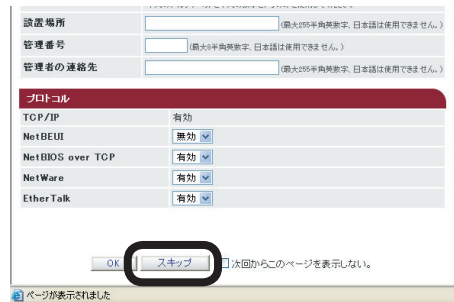 設置場所 (最大255半角英数字、日本語は使用できません。)
管理番号 (最大8半角英数字、日本語は使用できません。)
管理者の連絡先 (最大255半角英数字、日本語は使用できません。)
プロトコル
TCP/IP 有効
NetBEUI 無効
NetBIOS over TCP 有効
NetWare 有効
EtherTalk 有効
OK スキップ 次回からこのページを表示しない。
ページが表示されました